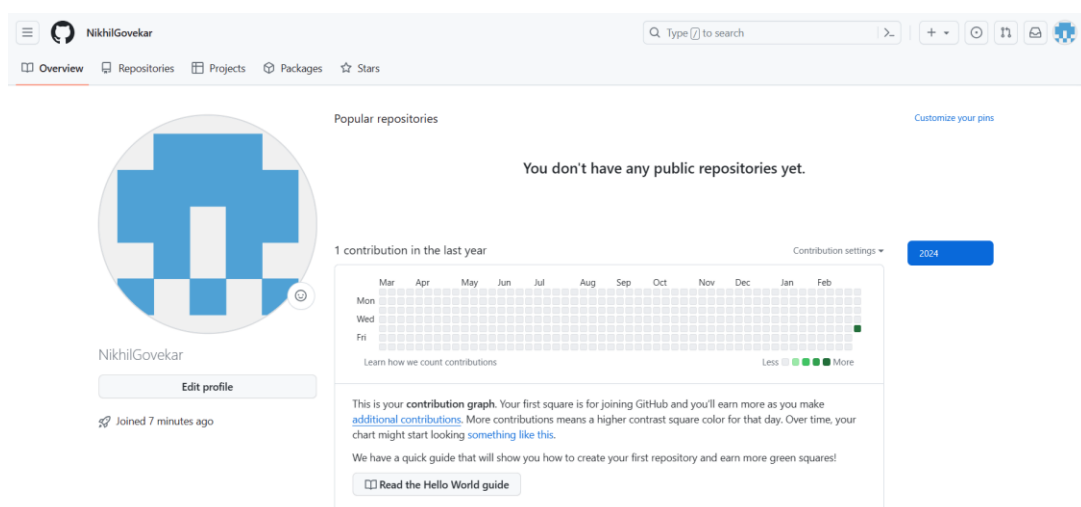 NikhilGovekar
Type / to search
Overview
Repositories
Projects
Packages
Stars
Popular repositories
Customize your pins
You don't have any public repositories yet.
1 contribution in the last year
Contribution settings
2024
Mar Apr May Jun Jul Aug Sep Oct Nov Dec Jan Feb
Mon
Wed
Fri
Learn how we count contributions
Less More
NikhilGovekar
Edit profile
Joined 7 minutes ago
This is your contribution graph. Your first square is for joining GitHub and you'll earn more as you make
additional contributions. More contributions means a higher contrast square color for that day. Over time, your
chart might start looking something like this.
We have a quick guide that will show you how to create your first repository and earn more green squares!
Read the Hello World guide